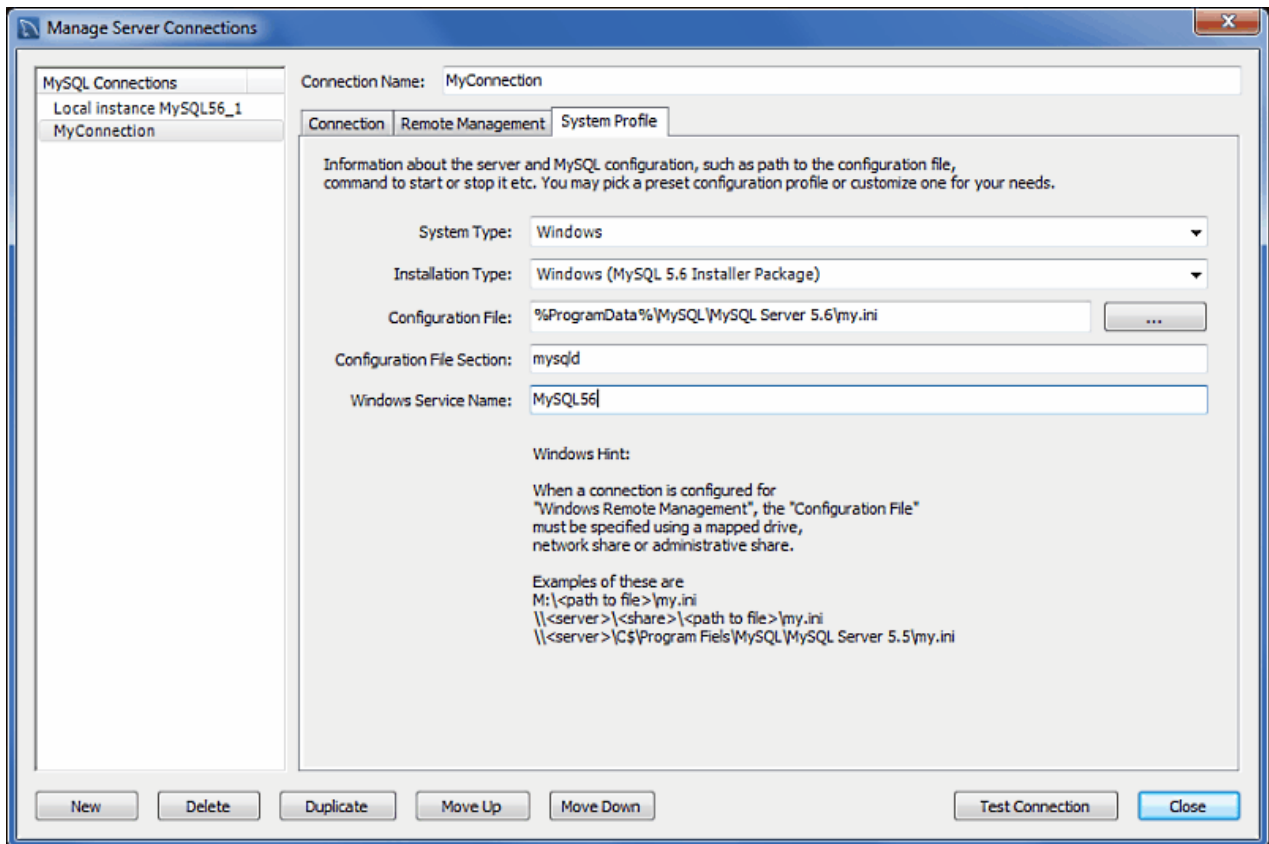 Manage Server Connections
MySQL Connections
Local instance MySQL56_1
MyConnection
Connection Name: MyConnection
Connection Remote Management System Profile
Information about the server and MySQL configuration, such as path to the configuration file,
command to start or stop it etc. You may pick a preset configuration profile or customize one for your needs.
System Type: Windows
Installation Type: Windows (MySQL 5.6 Installer Package)
Configuration File: %ProgramData%\MySQL\MySQL Server 5.6\my.ini ...
Configuration File Section: mysqld
Windows Service Name: MySQL56
Windows Hint:
When a connection is configured for
"Windows Remote Management", the "Configuration File"
must be specified using a mapped drive,
network share or administrative share.
Examples of these are
M:\<path to file>\my.ini
\\<server>\<share>\<path to file>\my.ini
\\<server>\C$\Program Fiels\MySQL\MySQL Server 5.5\my.ini
New Delete Duplicate Move Up Move Down Test Connection Close